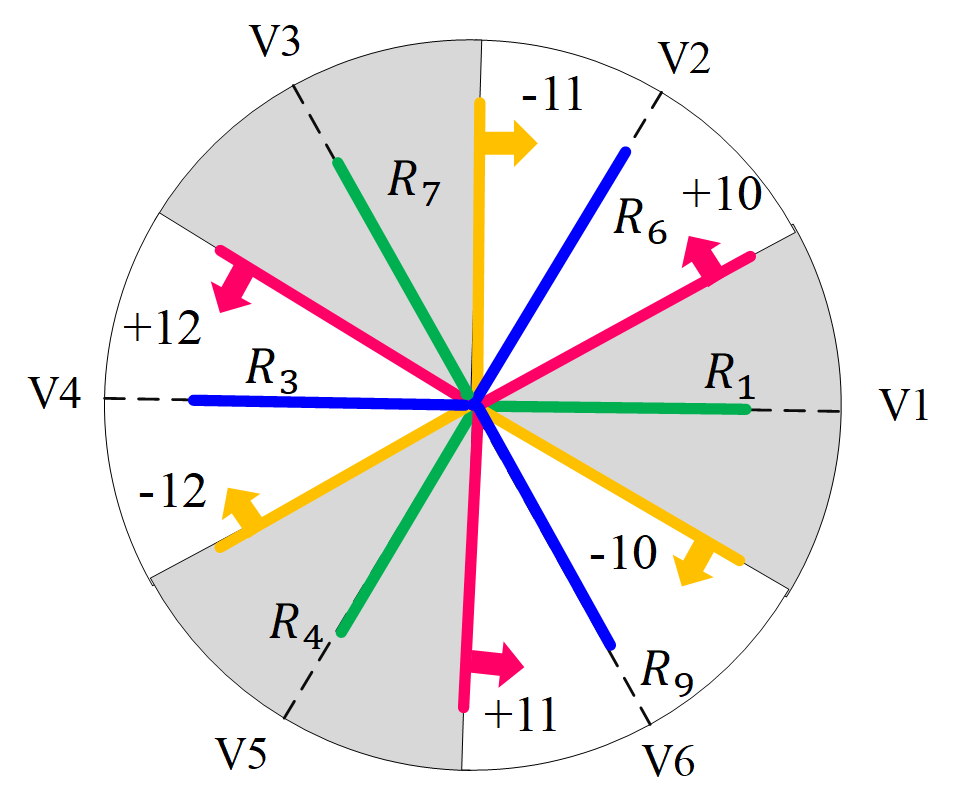 V3
V2
-11
R₇
+10
R₆
+12
R₃
R₁
V4
V1
-12
-10
R₄
R₉
+11
V5
V6